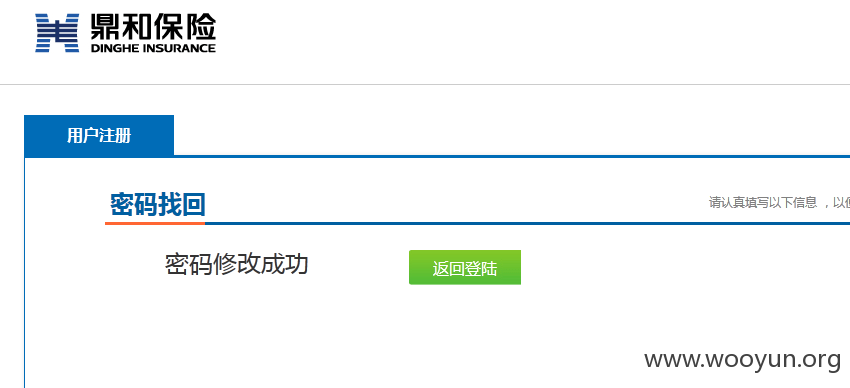 鼎和保险
DINGHE INSURANCE
用户注册
密码找回
请认真填写以下信息 ，以便
密码修改成功
返回登陆
www.wooyun.org